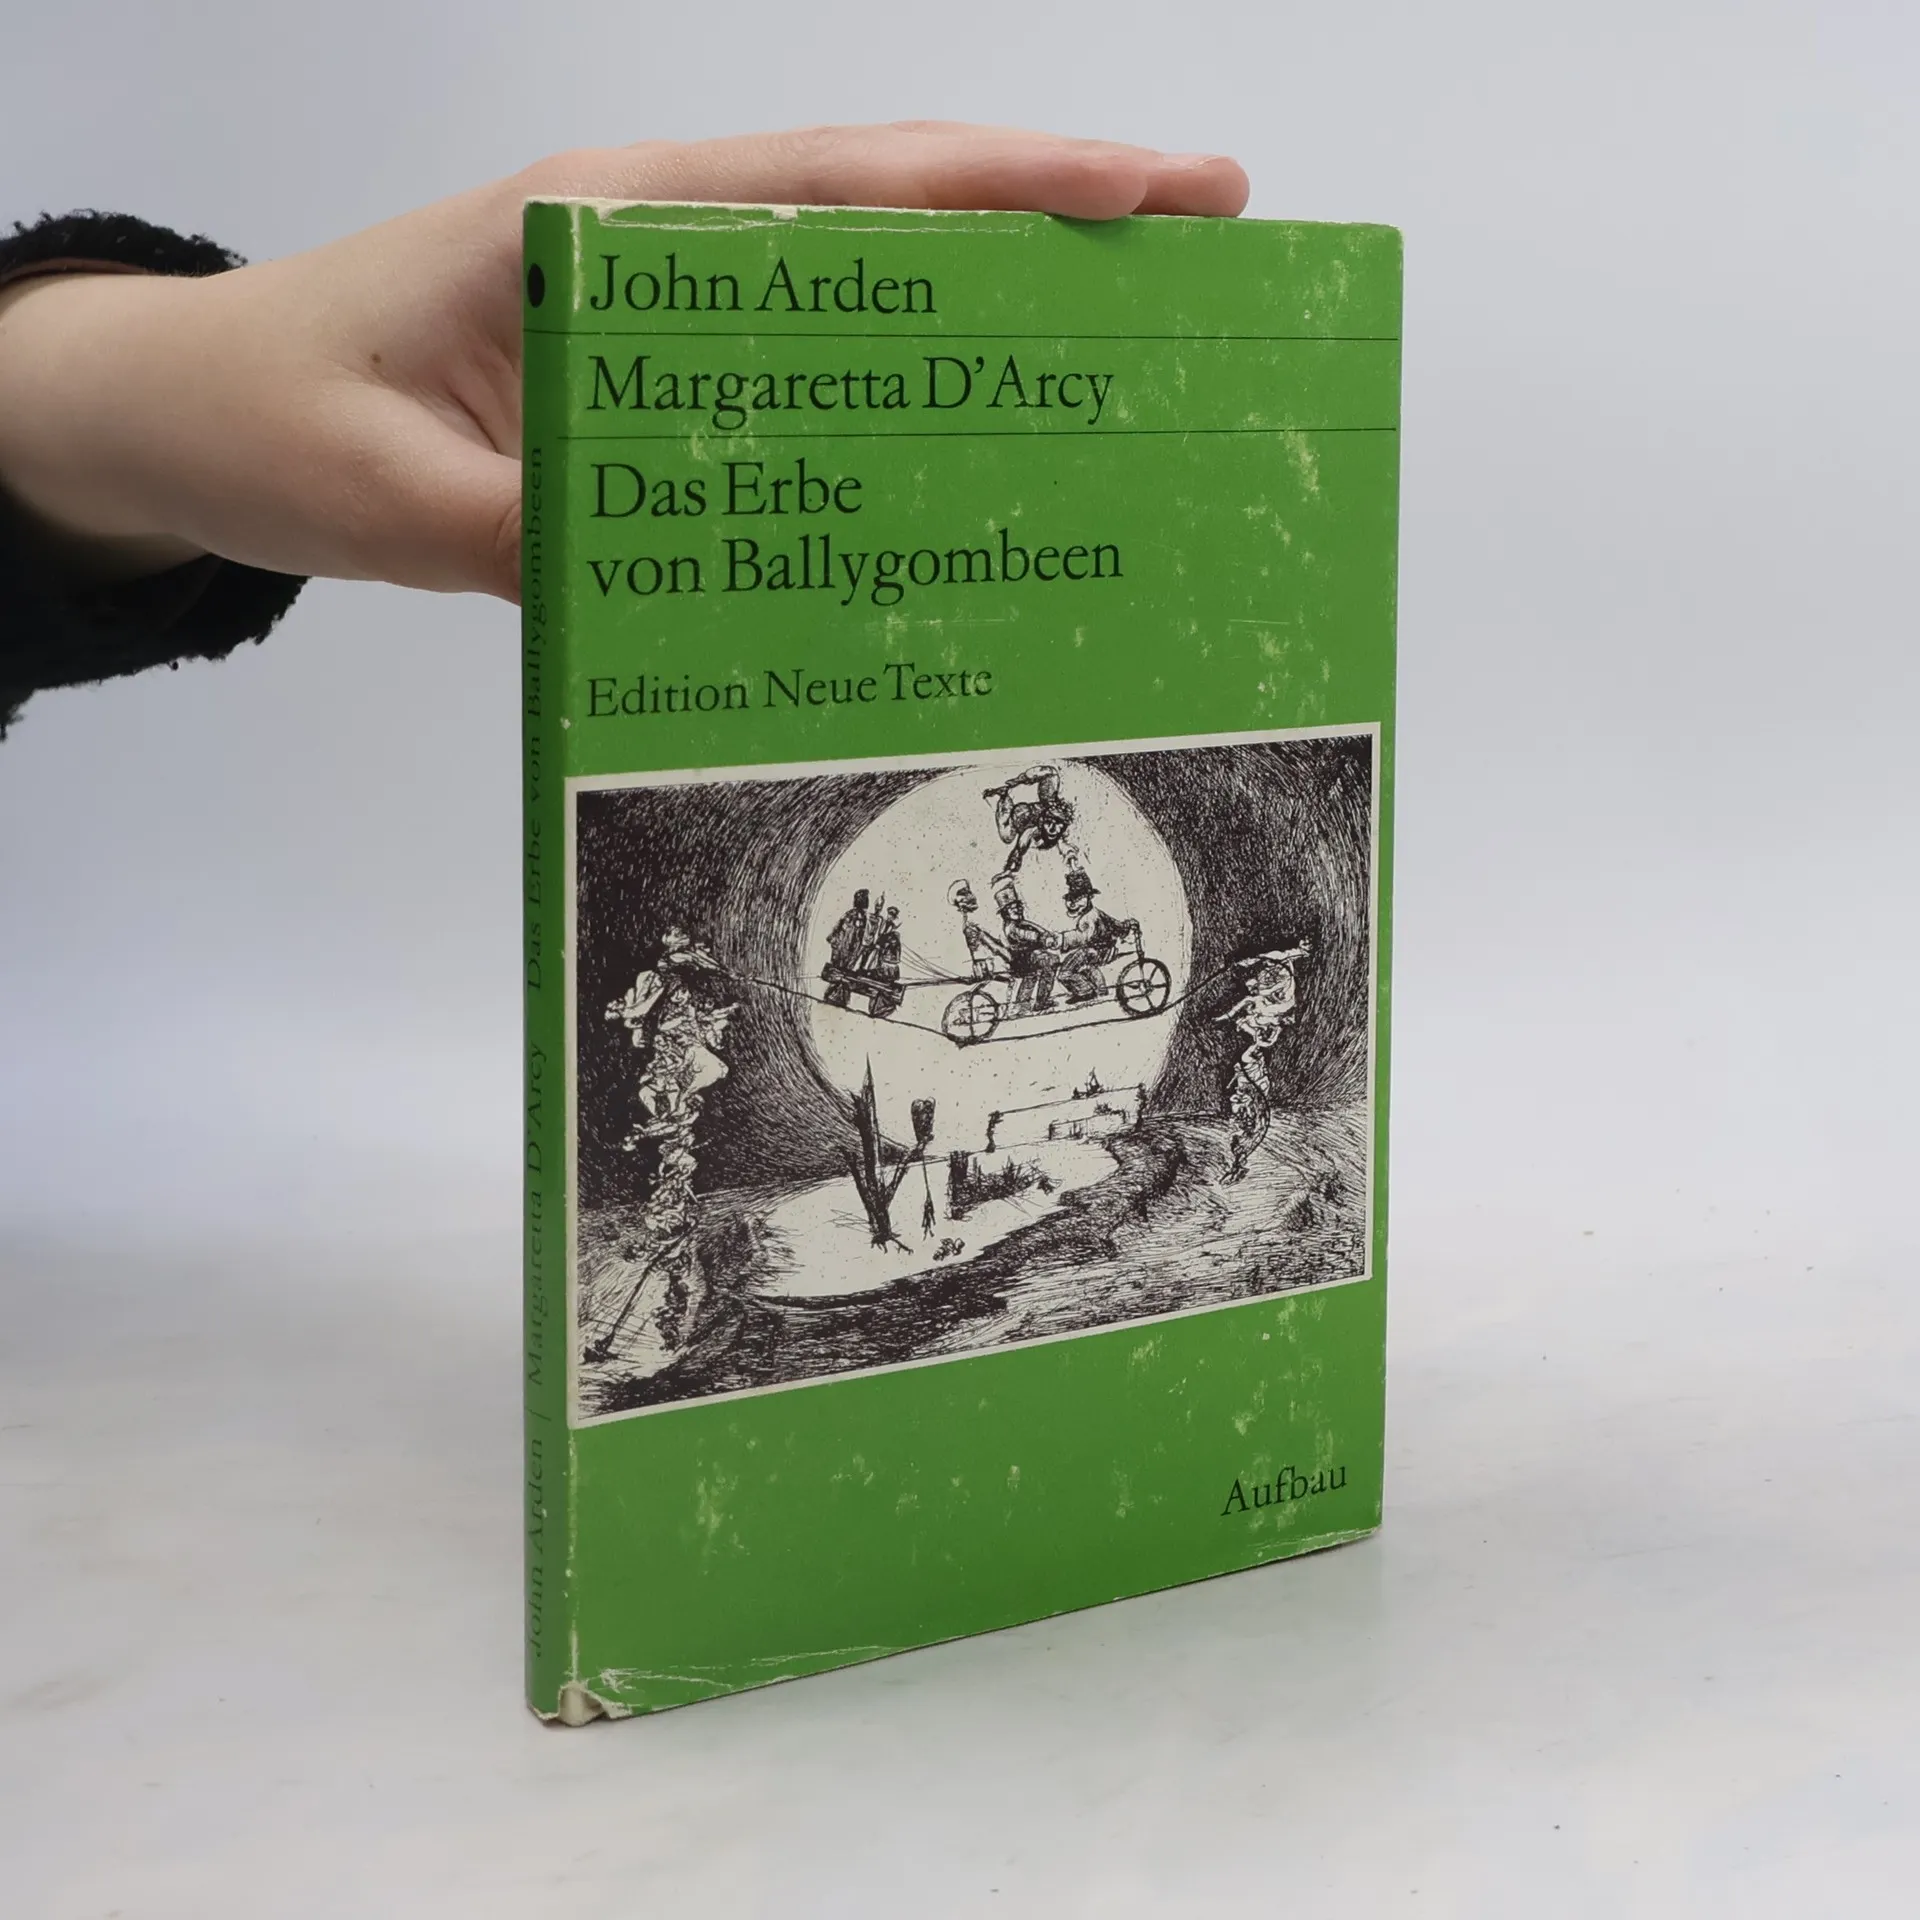 John Arden
Margaretta D'Arcy
Das Erbe
von Ballygombeen
Edition Neue Texte
Aufbau
John Arden | Margaretta D'Arcy Das Erbe von Ballygombeen